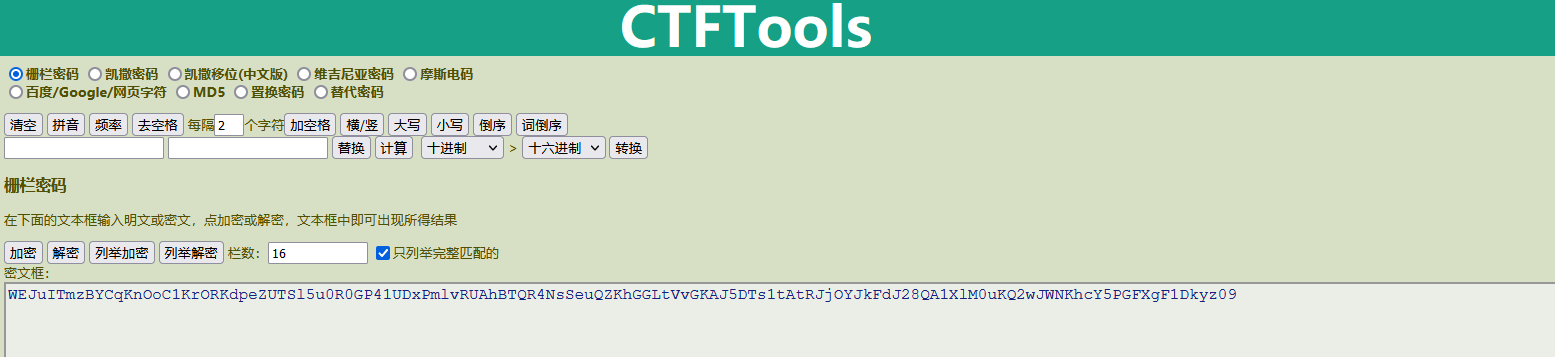 CTFTools
栅栏密码 凯撒密码 凯撒移位(中文版) 维吉尼亚密码 摩斯电码
百度/Google/网页字符 MD5 置换密码 替代密码
清空 拼音 频率 去空格 每隔 2 个字符 加空格 横/竖 大写 小写 倒序 词倒序
替换 计算 十进制 > 十六进制 转换
栅栏密码
在下面的文本框输入明文或密文，点加密或解密，文本框中即可出现所得结果
加密 解密 列举加密 列举解密 栏数： 16 只列举完整匹配的
密文框：
WEJuITmzBYCqKnOoC1KrORKdpeZUTSl5u0R0GP41UDxPmlvRUAhBTQR4NsSeuQZKhGGLtVvGKAJ5DTs1tAtRJjOYJkFdJ28QA1XlM0uKQ2wJWNKhcY5PGFXgF1Dkyz09